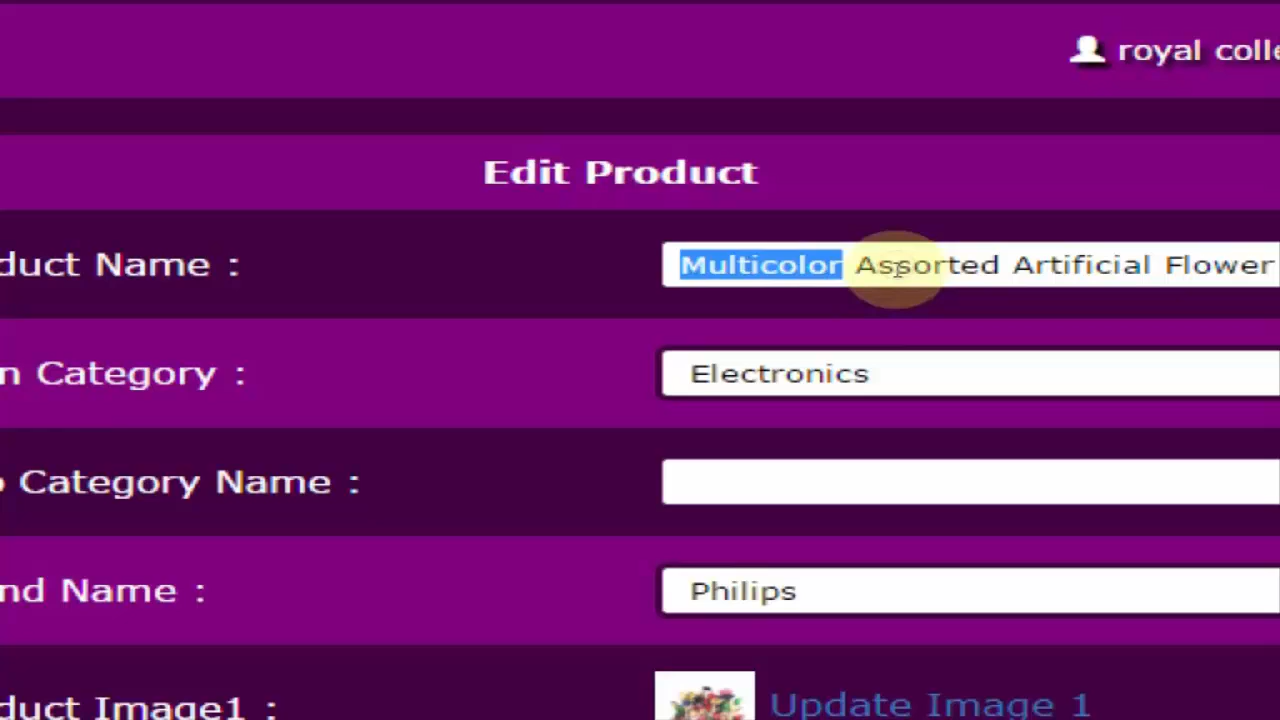 royal colle
Edit Product
duct Name :
Multicolor Assorted Artificial Flower
n Category :
Electronics
Category Name :
nd Name :
Philips
duct Image1 :
Update Image 1